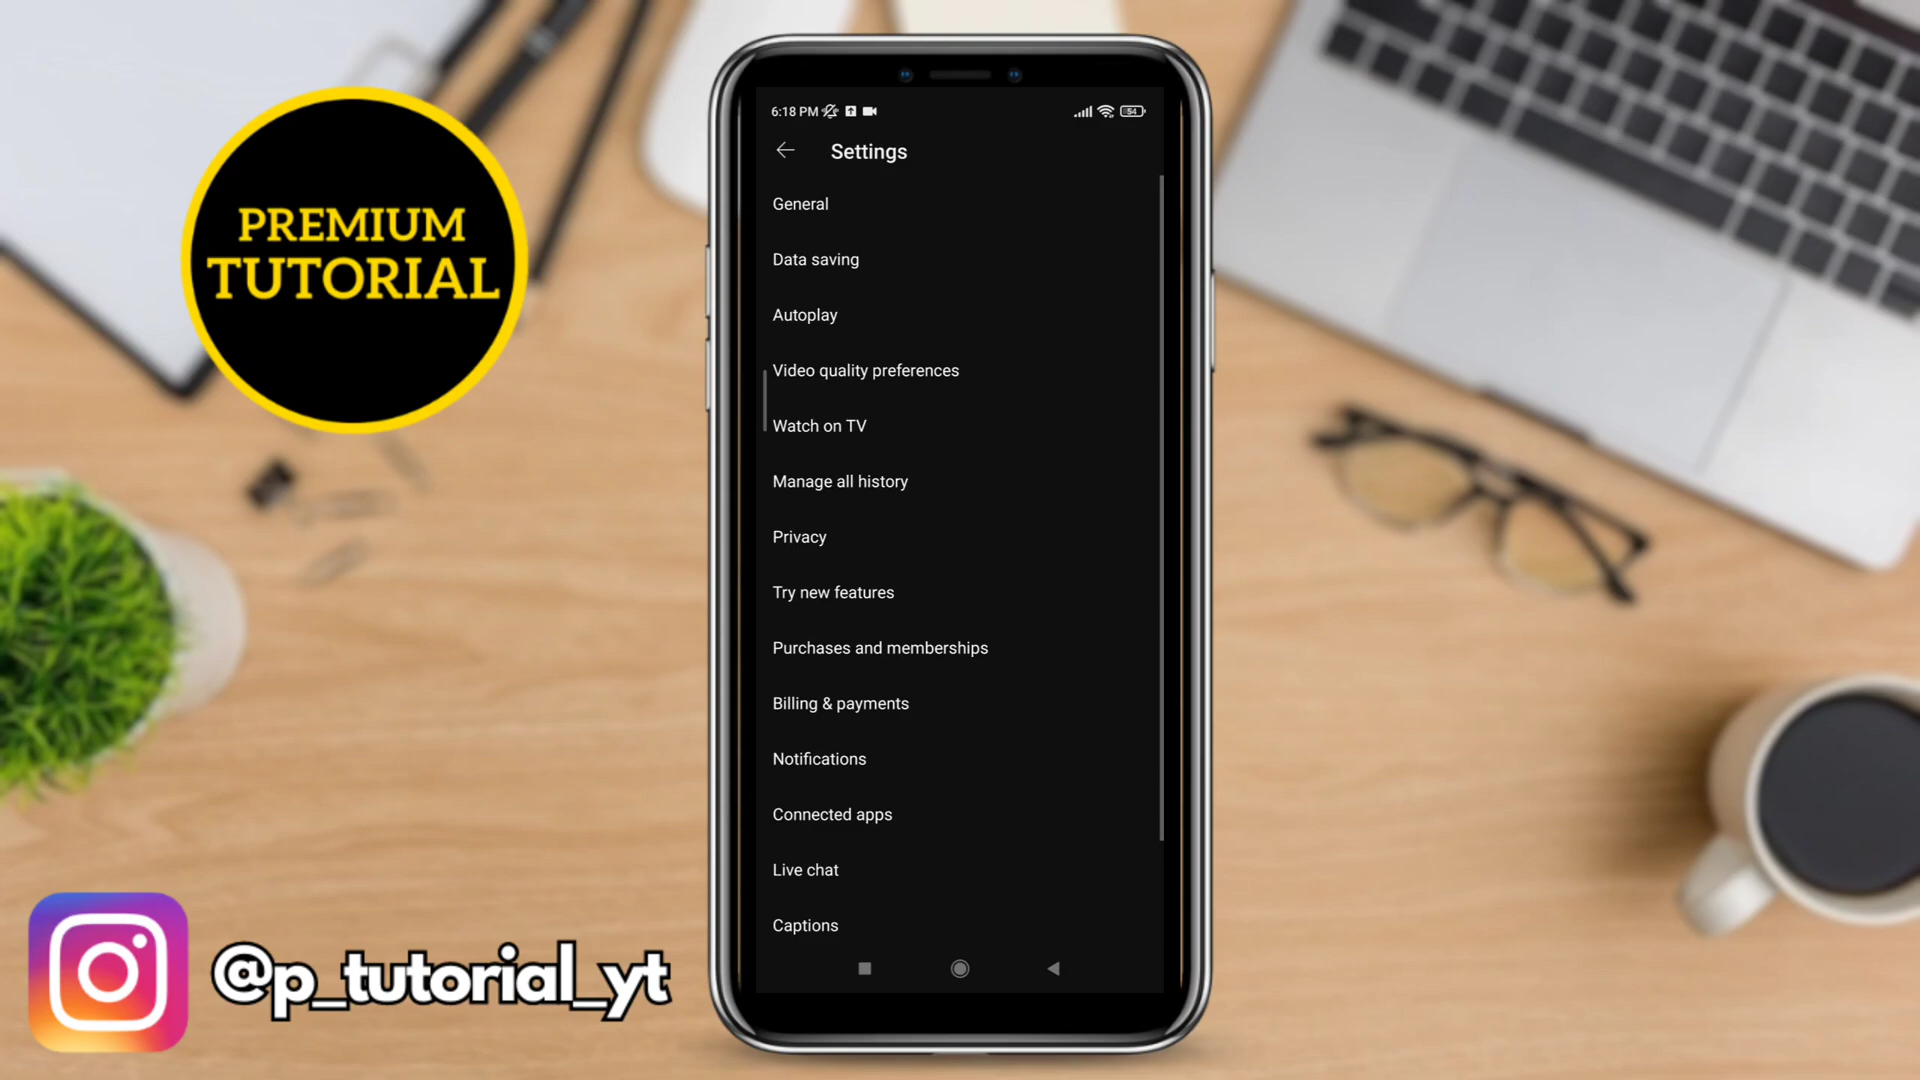 PREMIUM
TUTORIAL
6:18 PM
54
Settings
General
Data saving
Autoplay
Video quality preferences
Watch on TV
Manage all history
Privacy
Try new features
Purchases and memberships
Billing & payments
Notifications
Connected apps
Live chat
Captions
@p_tutorial_yt